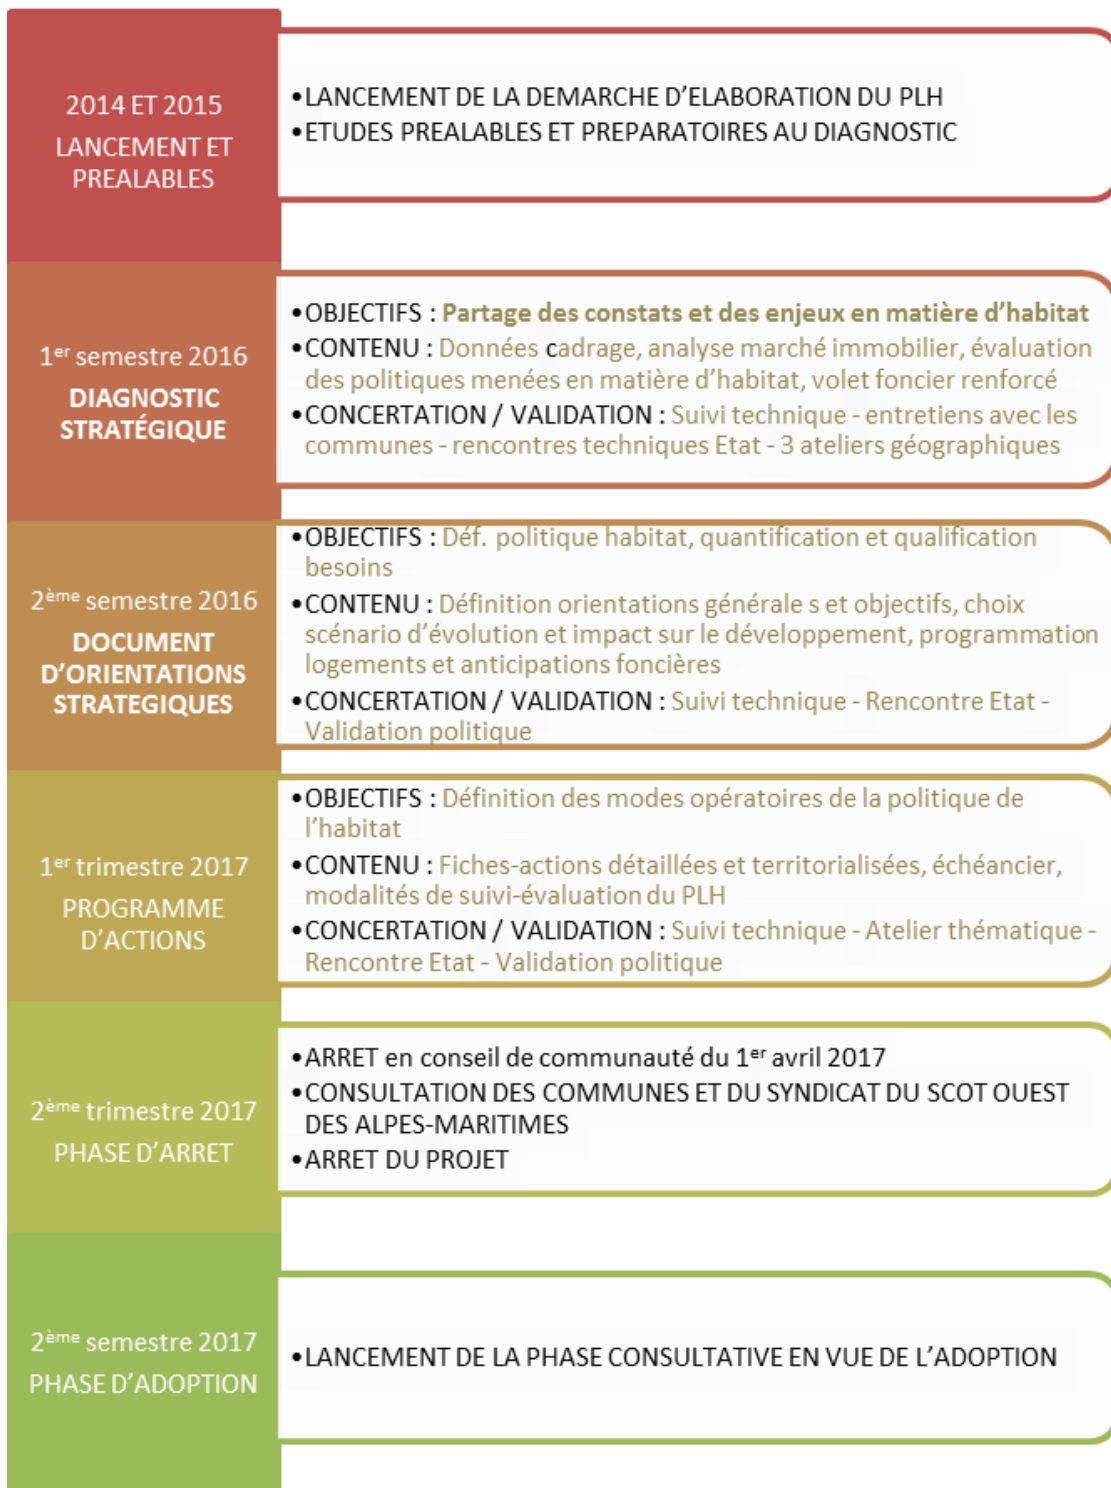 2014 ET 2015
LANCEMENT ET
PREALABLES
•LANCEMENT DE LA DEMARCHE D’ELABORATION DU PLH
•ETUDES PREALABLES ET PREPARATOIRES AU DIAGNOSTIC
1er semestre 2016
DIAGNOSTIC
STRATÉGIQUE
•OBJECTIFS : Partage des constats et des enjeux en matière d’habitat
•CONTENU : Données cadrage, analyse marché immobilier, évaluation
des politiques menées en matière d’habitat, volet foncier renforcé
•CONCERTATION / VALIDATION : Suivi technique - entretiens avec les
communes - rencontres techniques Etat - 3 ateliers géographiques
2ème semestre 2016
DOCUMENT
D’ORIENTATIONS
STRATEGIQUES
•OBJECTIFS : Déf. politique habitat, quantification et qualification
besoins
•CONTENU : Définition orientations générale s et objectifs, choix
scénario d’évolution et impact sur le développement, programmation
logements et anticipations foncières
•CONCERTATION / VALIDATION : Suivi technique - Rencontre Etat -
Validation politique
1er trimestre 2017
PROGRAMME
D’ACTIONS
•OBJECTIFS : Définition des modes opératoires de la politique de
l’habitat
•CONTENU : Fiches-actions détaillées et territorialisées, échéancier,
modalités de suivi-évaluation du PLH
•CONCERTATION / VALIDATION : Suivi technique - Atelier thématique -
Rencontre Etat - Validation politique
2ème trimestre 2017
PHASE D’ARRET
•ARRET en conseil de communauté du 1er avril 2017
•CONSULTATION DES COMMUNES ET DU SYNDICAT DU SCOT OUEST
DES ALPES-MARITIMES
•ARRET DU PROJET
2ème semestre 2017
PHASE D’ADOPTION
•LANCEMENT DE LA PHASE CONSULTATIVE EN VUE DE L’ADOPTION